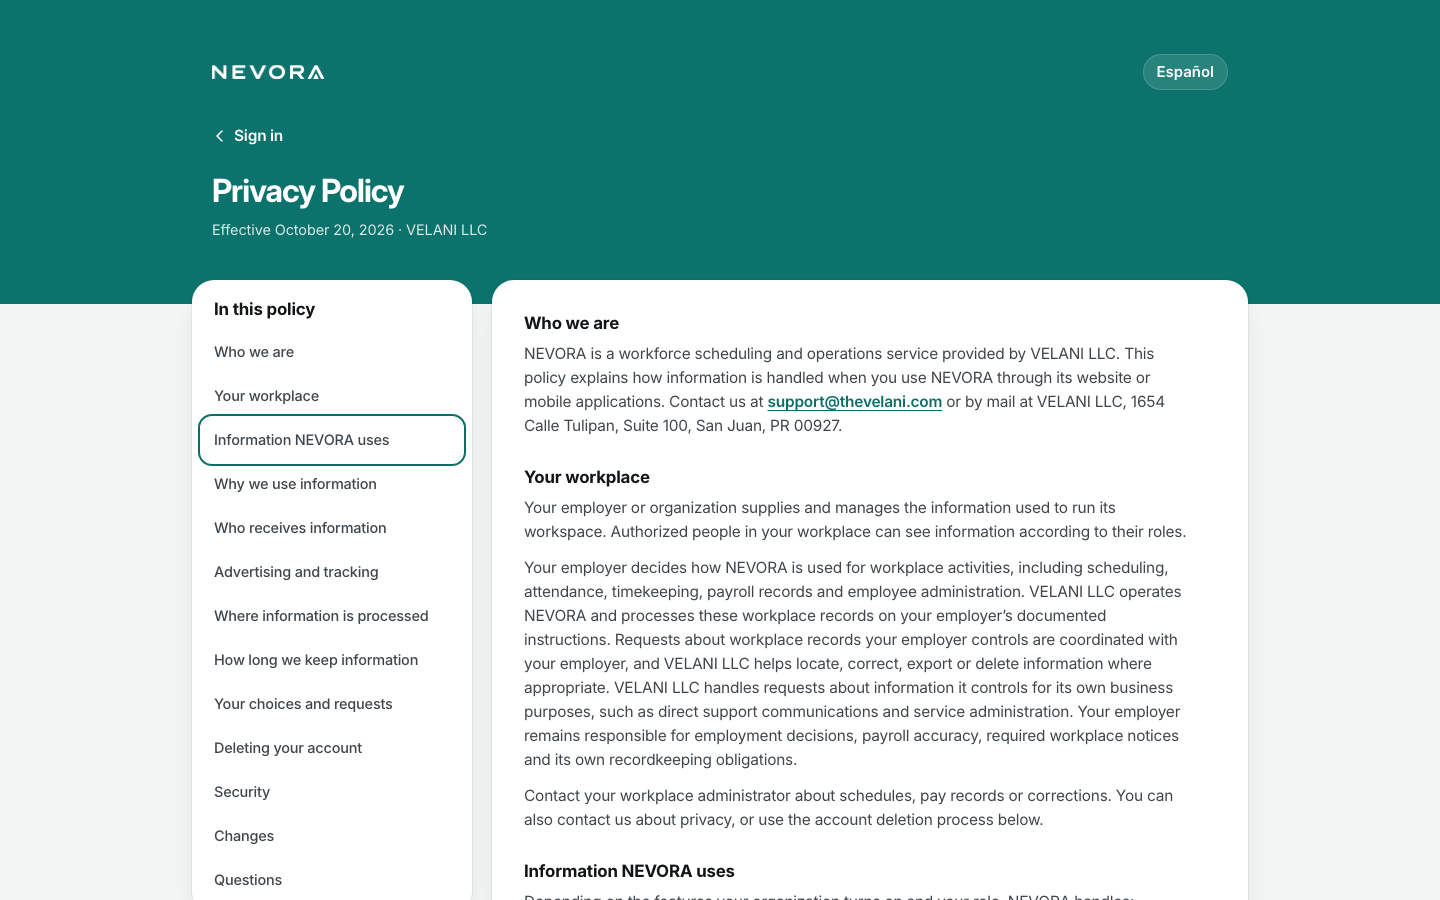 NEVORA
Español
Sign in
Privacy Policy
Effective October 20, 2026 · VELANI LLC
In this policy
Who we are
Your workplace
Information NEVORA uses
Why we use information
Who receives information
Advertising and tracking
Where information is processed
How long we keep information
Your choices and requests
Deleting your account
Security
Changes
Questions
Who we are
NEVORA is a workforce scheduling and operations service provided by VELANI LLC. This
policy explains how information is handled when you use NEVORA through its website or
mobile applications. Contact us at support@thevelani.com or by mail at VELANI LLC, 1654
Calle Tulipan, Suite 100, San Juan, PR 00927.
Your workplace
Your employer or organization supplies and manages the information used to run its
workspace. Authorized people in your workplace can see information according to their roles.
Your employer decides how NEVORA is used for workplace activities, including scheduling,
attendance, timekeeping, payroll records and employee administration. VELANI LLC operates
NEVORA and processes these workplace records on your employer’s documented
instructions. Requests about workplace records your employer controls are coordinated with
your employer, and VELANI LLC helps locate, correct, export or delete information where
appropriate. VELANI LLC handles requests about information it controls for its own business
purposes, such as direct support communications and service administration. Your employer
remains responsible for employment decisions, payroll accuracy, required workplace notices
and its own recordkeeping obligations.
Contact your workplace administrator about schedules, pay records or corrections. You can
also contact us about privacy, or use the account deletion process below.
Information NEVORA uses
Depending on the features your organization turns on and your role, NEVORA handles: